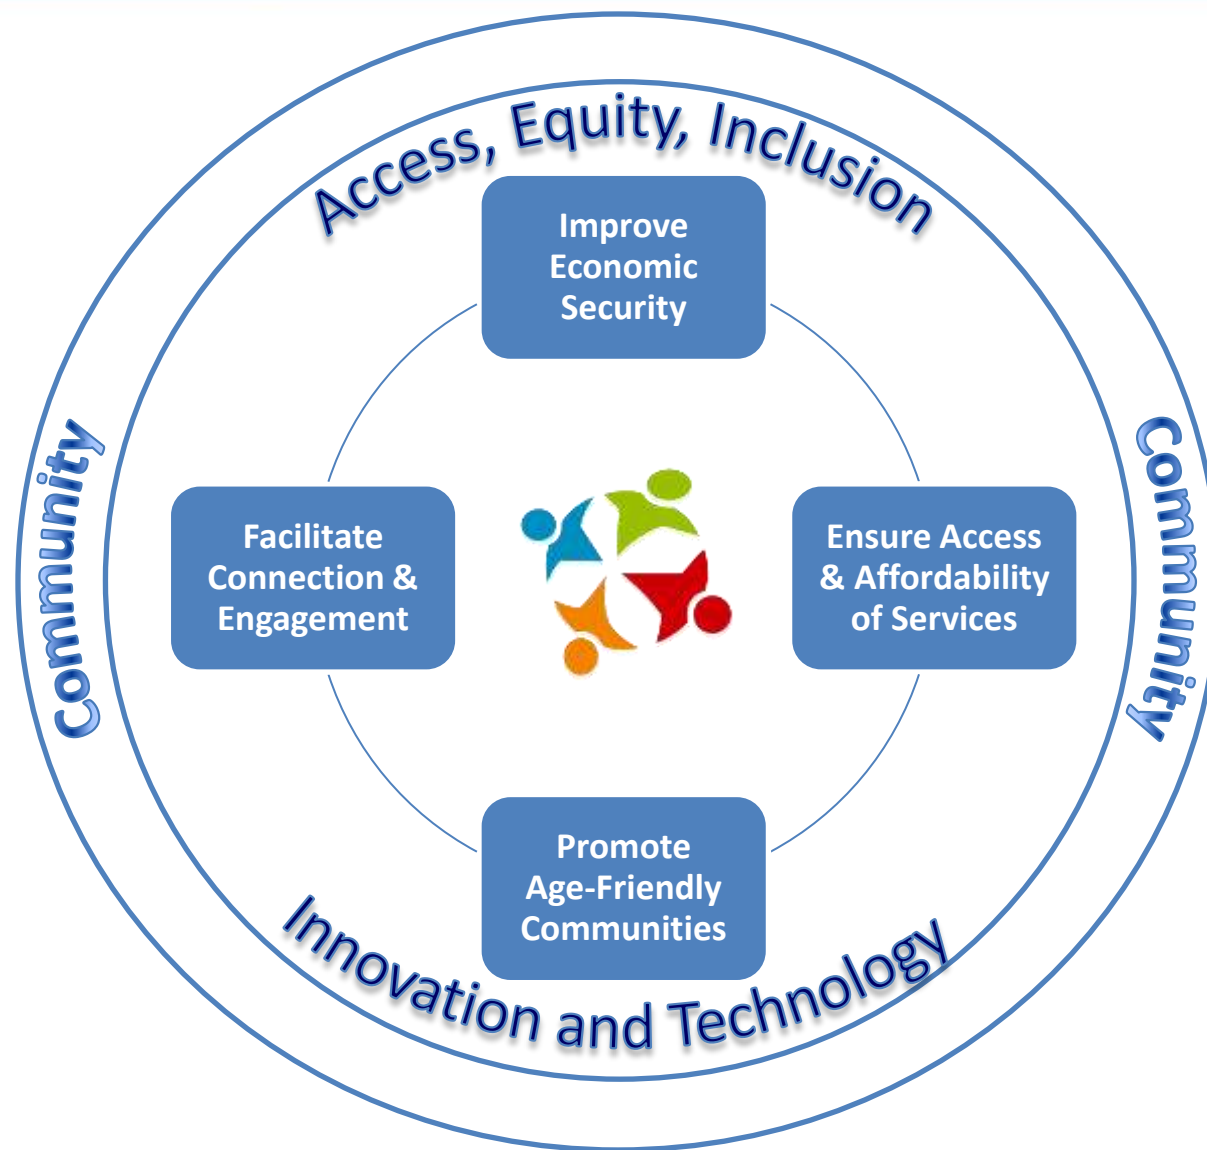 Access, Equity, Inclusion
Improve
Economic
Security
Community
Facilitate
Connection &
Engagement
Ensure Access
& Affordability
of Services
Community
Promote
Age-Friendly
Communities
Innovation and Technology